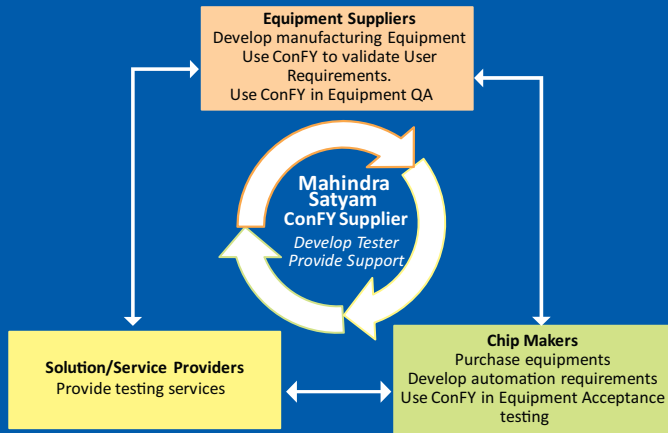 Equipment Suppliers
Develop manufacturing Equipment
Use ConFY to validate User
Requirements.
Use ConFY in Equipment QA
Mahindra
Satyam
ConFY Supplier
Develop Tester
Provide Support
Solution/Service Providers
Provide testing services
Chip Makers
Purchase equipments
Develop automation requirements
Use ConFY in Equipment Acceptance
testing